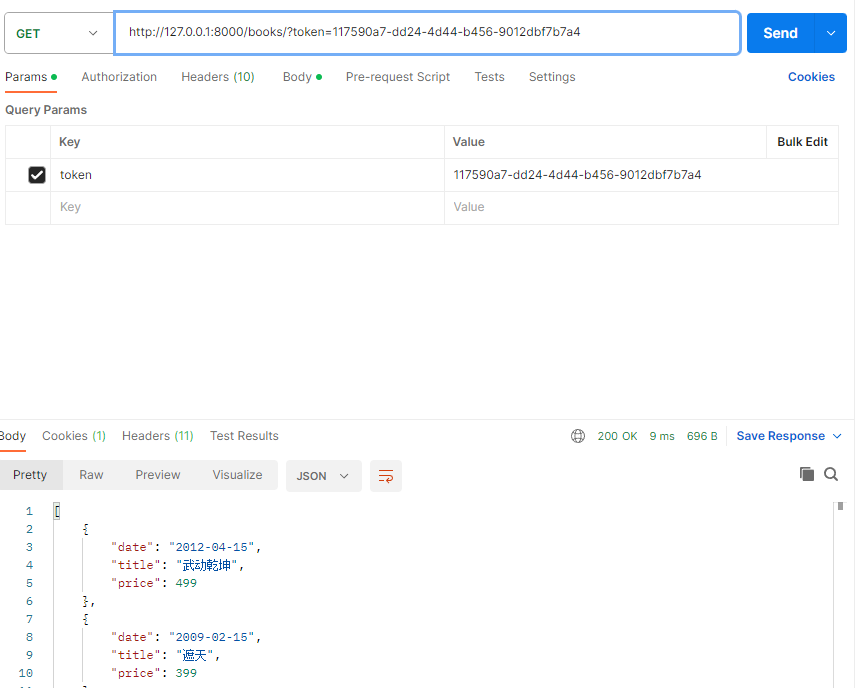 GET http://127.0.0.1:8000/books/?token=117590a7-dd24-4d44-b456-9012dbf7b7a4 Send
Params Authorization Headers (10) Body Pre-request Script Tests Settings Cookies
Query Params
Key Value Bulk Edit
token 117590a7-dd24-4d44-b456-9012dbf7b7a4
Key Value
Body Cookies (1) Headers (11) Test Results 200 OK 9 ms 696 B Save Response
Pretty Raw Preview Visualize JSON
1 [
2 {
3 "date": "2012-04-15",
4 "title": "武动乾坤",
5 "price": 499
6 },
7 {
8 "date": "2009-02-15",
9 "title": "遮天",
10 "price": 399